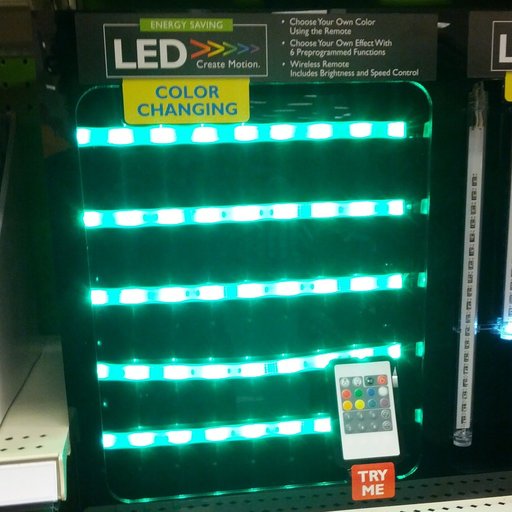 ENERGY SAVING
LED
Create Motion.
• Choose Your Own Color
Using the Remote
• Choose Your Own Effect With
6 Preprogrammed Functions
• Wireless Remote
Includes Brightness and Speed Control
COLOR
CHANGING
TRY
ME
L